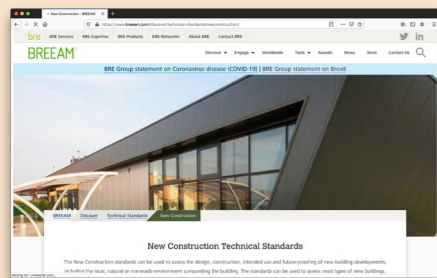 New Construction - BREEAM
https://www.breeam.com/discover/technical-standards/newconstruction/
bre BRE Services BRE Expertise BRE Products BRE Networks About BRE Contact BRE
BREEAM
Discover Engage Worldwide Tools Awards News Store Contact Us
BRE Group statement on Coronavirus disease (COVID-19) | BRE Group statement on Brexit
BREEAM Discover Technical Standards New Construction
New Construction Technical Standards
The New Construction standards can be used to assess the design, construction, intended use and future-proofing of new building developments,
including the local, natural or manmade environment surrounding the building. The standards can be used to assess most types of new buildings,